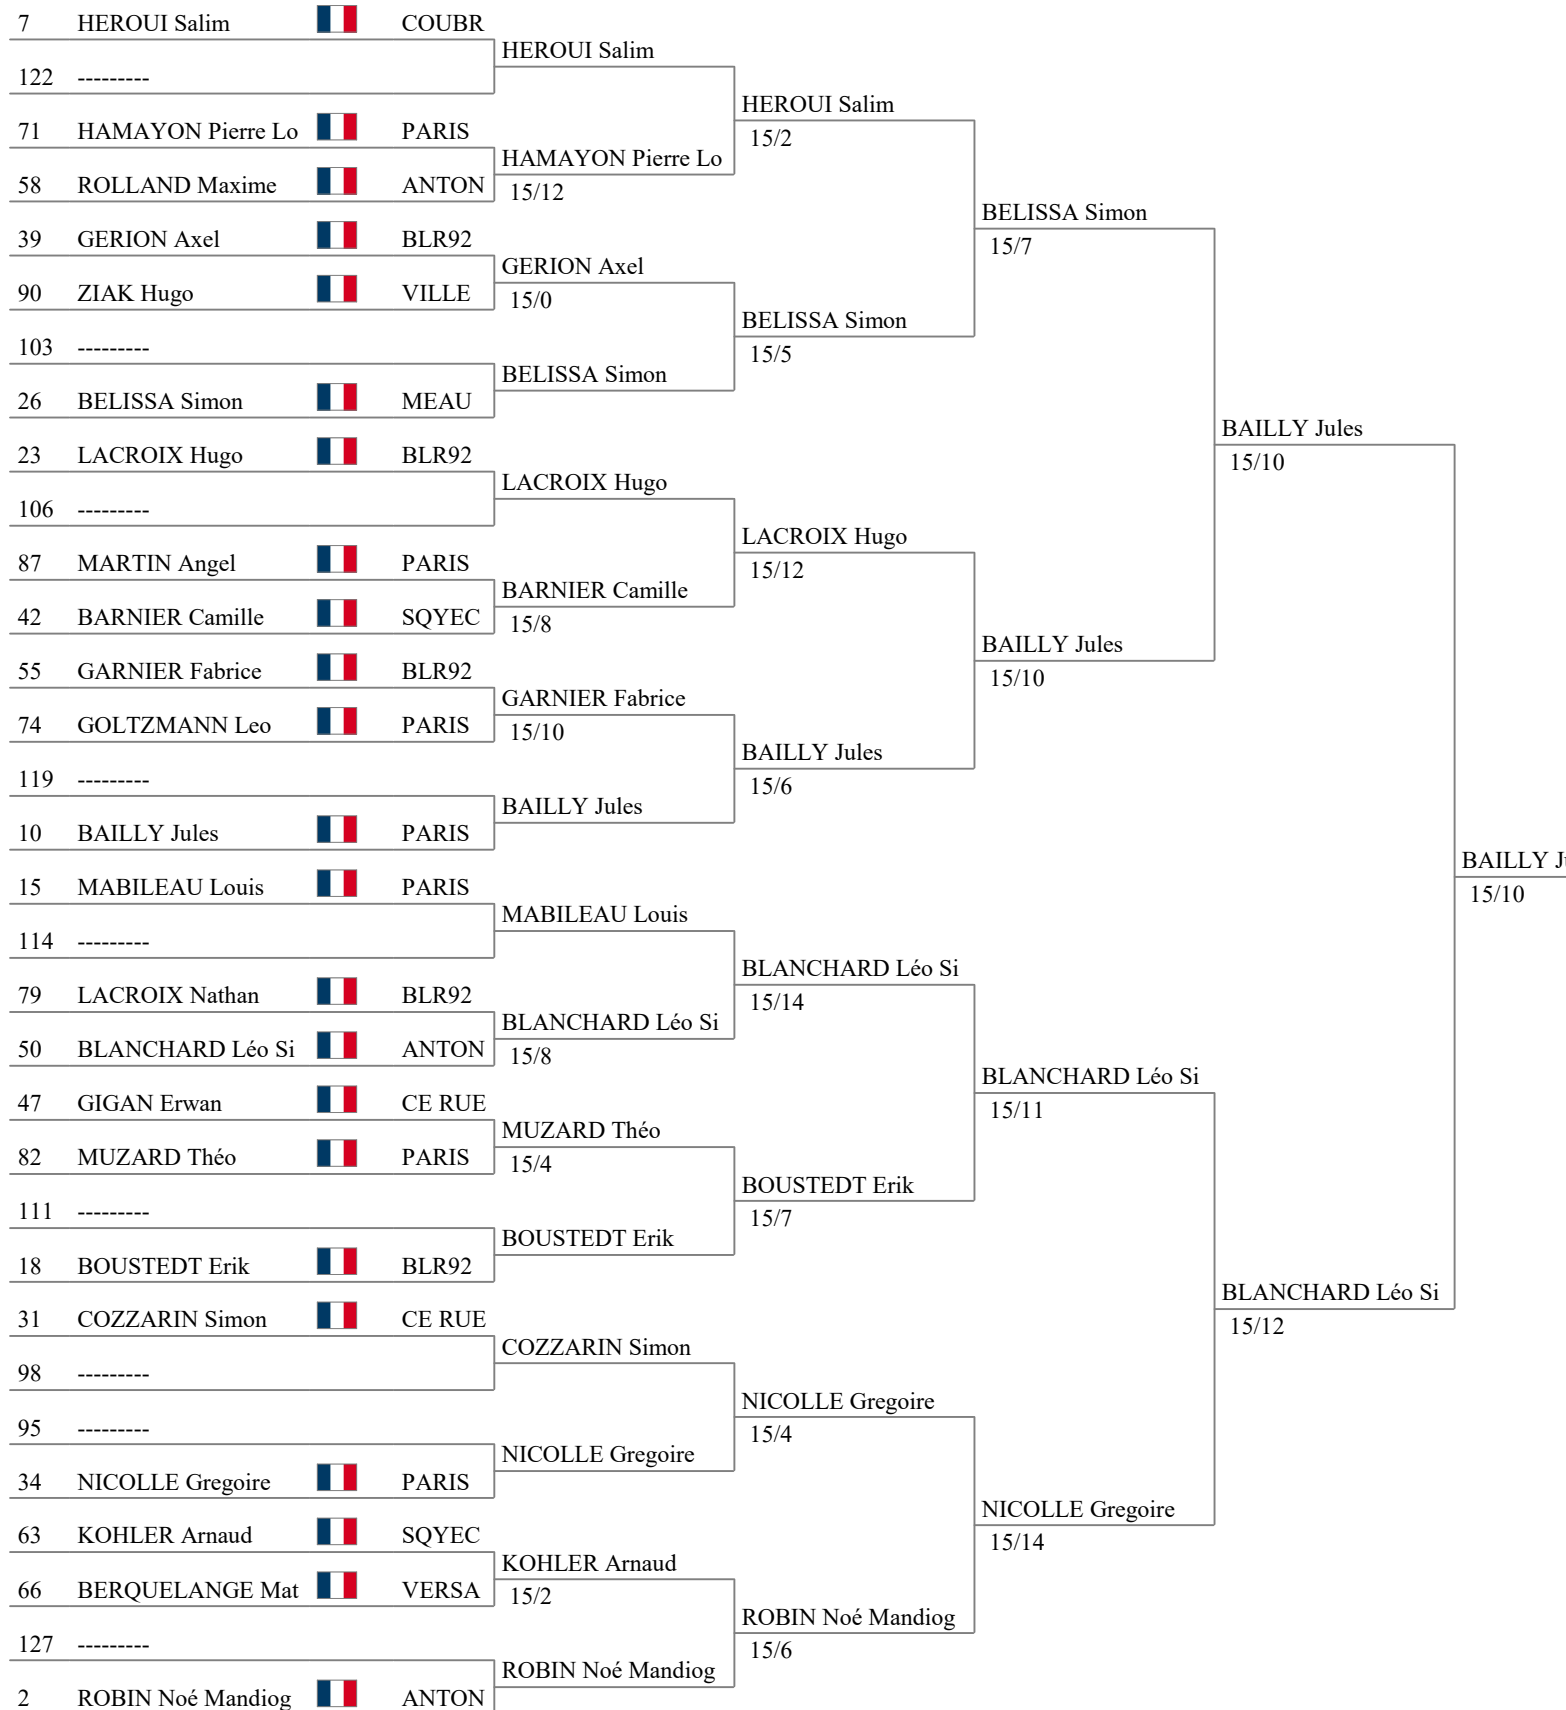 7 HEROUI Salim COUBR
HEROUI Salim
122 ---------
HEROUI Salim
15/2
71 HAMAYON Pierre Lo PARIS
HAMAYON Pierre Lo
15/12
58 ROLLAND Maxime ANTON
BELISSA Simon
15/7
39 GERION Axel BLR92
GERION Axel
15/0
90 ZIAK Hugo VILLE
BELISSA Simon
15/5
103 ---------
BELISSA Simon
26 BELISSA Simon MEAU
BAILLY Jules
15/10
23 LACROIX Hugo BLR92
LACROIX Hugo
106 ---------
LACROIX Hugo
15/12
87 MARTIN Angel PARIS
BARNIER Camille
15/8
42 BARNIER Camille SQYEC
BAILLY Jules
15/10
55 GARNIER Fabrice BLR92
GARNIER Fabrice
15/10
74 GOLTZMANN Leo PARIS
BAILLY Jules
15/6
119 ---------
BAILLY Jules
10 BAILLY Jules PARIS
BAILLY
15/10
15 MABILEAU Louis PARIS
MABILEAU Louis
114 ---------
BLANCHARD Léo Si
15/14
79 LACROIX Nathan BLR92
BLANCHARD Léo Si
15/8
50 BLANCHARD Léo Si ANTON
BLANCHARD Léo Si
15/11
47 GIGAN Erwan CE RUE
MUZARD Théo
15/4
82 MUZARD Théo PARIS
BOUSTEDT Erik
15/7
111 ---------
BOUSTEDT Erik
18 BOUSTEDT Erik BLR92
BLANCHARD Léo Si
15/12
31 COZZARIN Simon CE RUE
COZZARIN Simon
98 ---------
NICOLLE Gregoire
15/4
95 ---------
NICOLLE Gregoire
34 NICOLLE Gregoire PARIS
NICOLLE Gregoire
15/14
63 KOHLER Arnaud SQYEC
KOHLER Arnaud
15/2
66 BERQUELANGE Mat VERSA
ROBIN Noé Mandiog
15/6
127 ---------
ROBIN Noé Mandiog
2 ROBIN Noé Mandiog ANTON